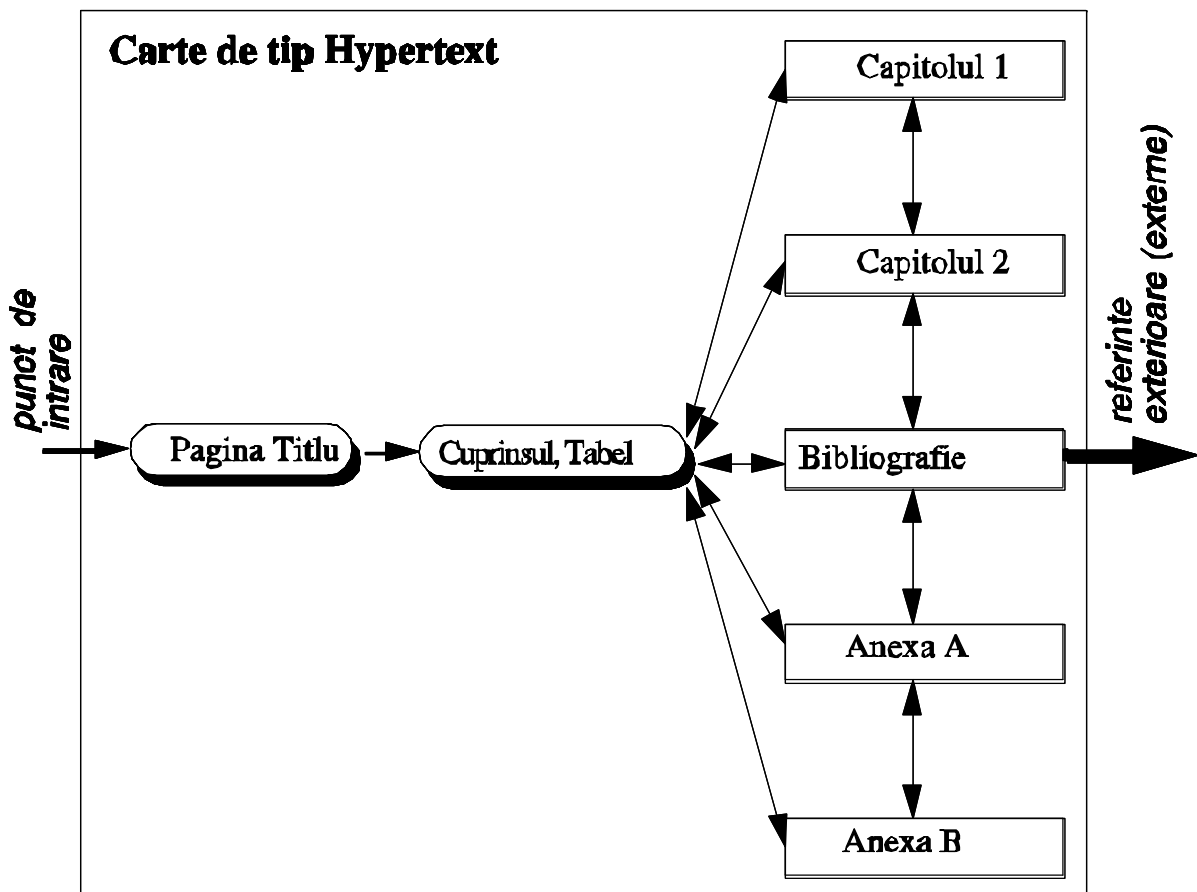 Carte de tip Hypertext
Capitolul 1
Capitolul 2
punct de
intrare
Pagina Titlu
Cuprinsul, Tabel
Bibliografie
referinte
exterioare (externe)
Anexa A
Anexa B